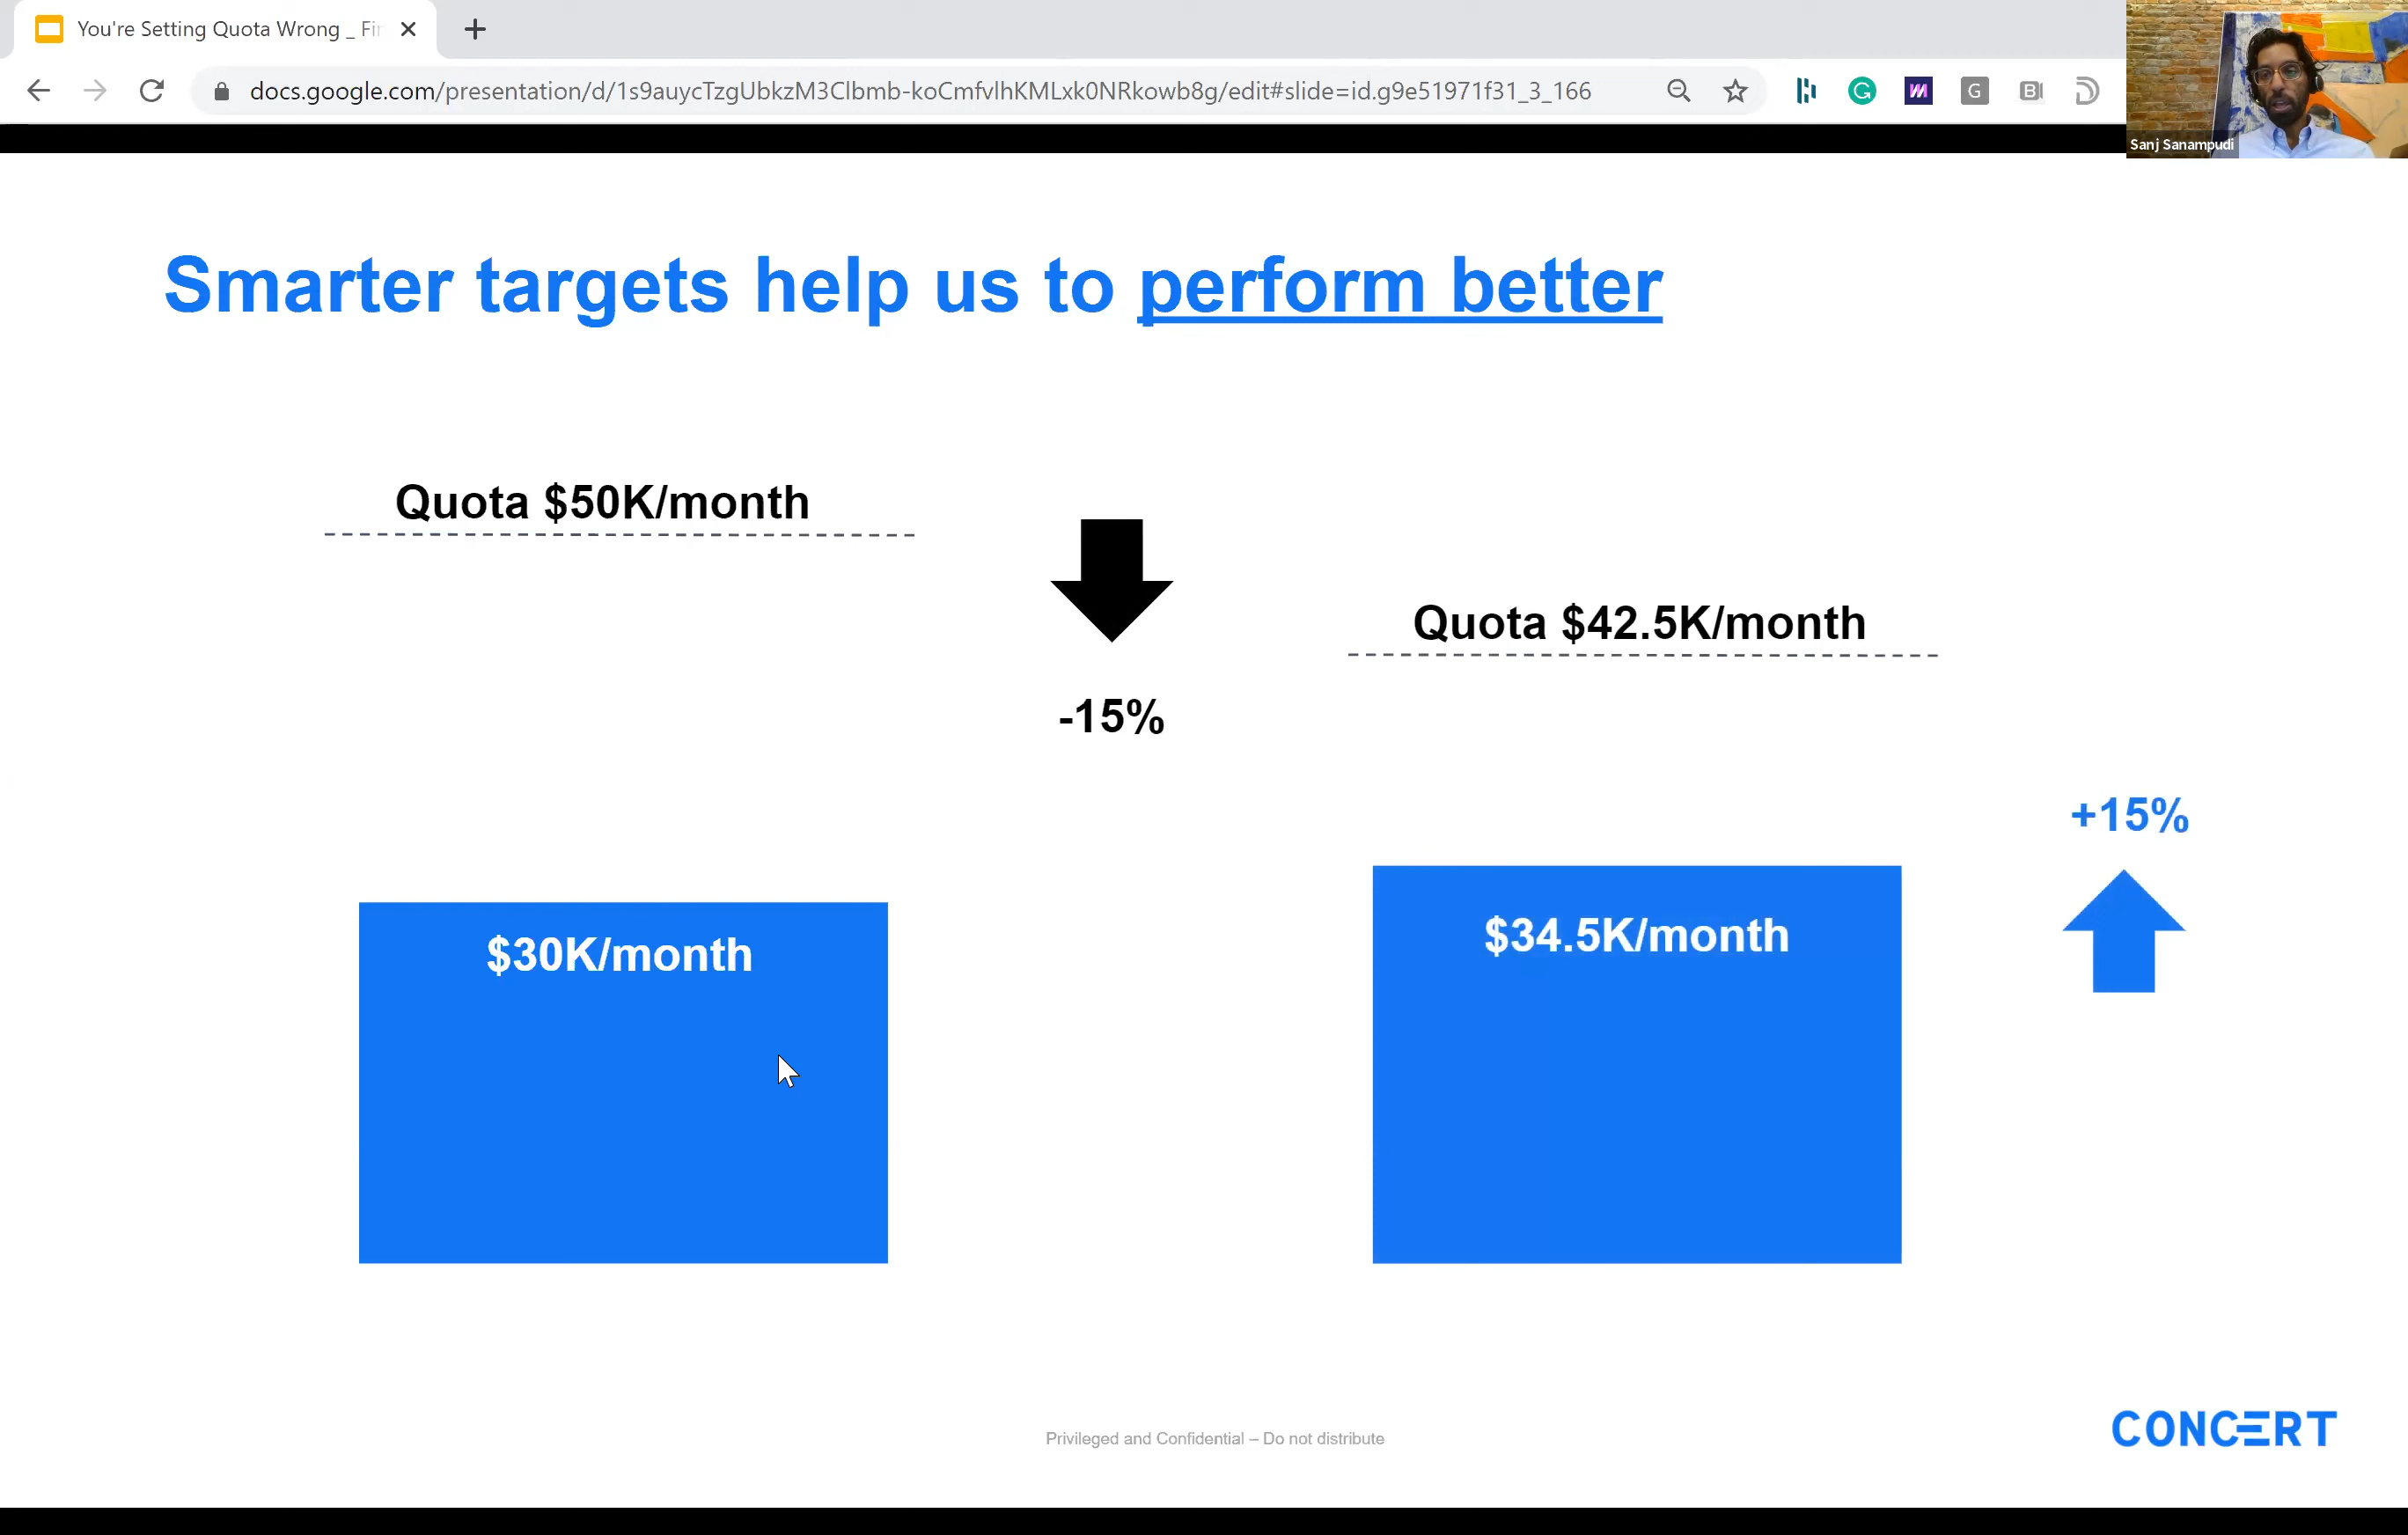 You're Setting Quota Wrong _ Fir
docs.google.com/presentation/d/1s9auycTzgUbkzM3Clbmb-koCmfvlhKMLxk0NRkowb8g/edit#slide=id.g9e51971f31_3_166
Sanj Sanampudi
Smarter targets help us to perform better
Quota $50K/month
Quota $42.5K/month
-15%
+15%
$30K/month
$34.5K/month
CONCERT
Privileged and Confidential – Do not distribute